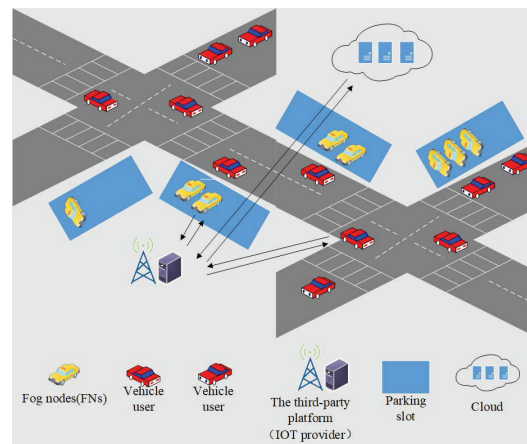 Fog nodes(FNs)
Vehicle
user
Vehicle
user
The third-party
platform
（IOT provider）
Parking
slot
Cloud